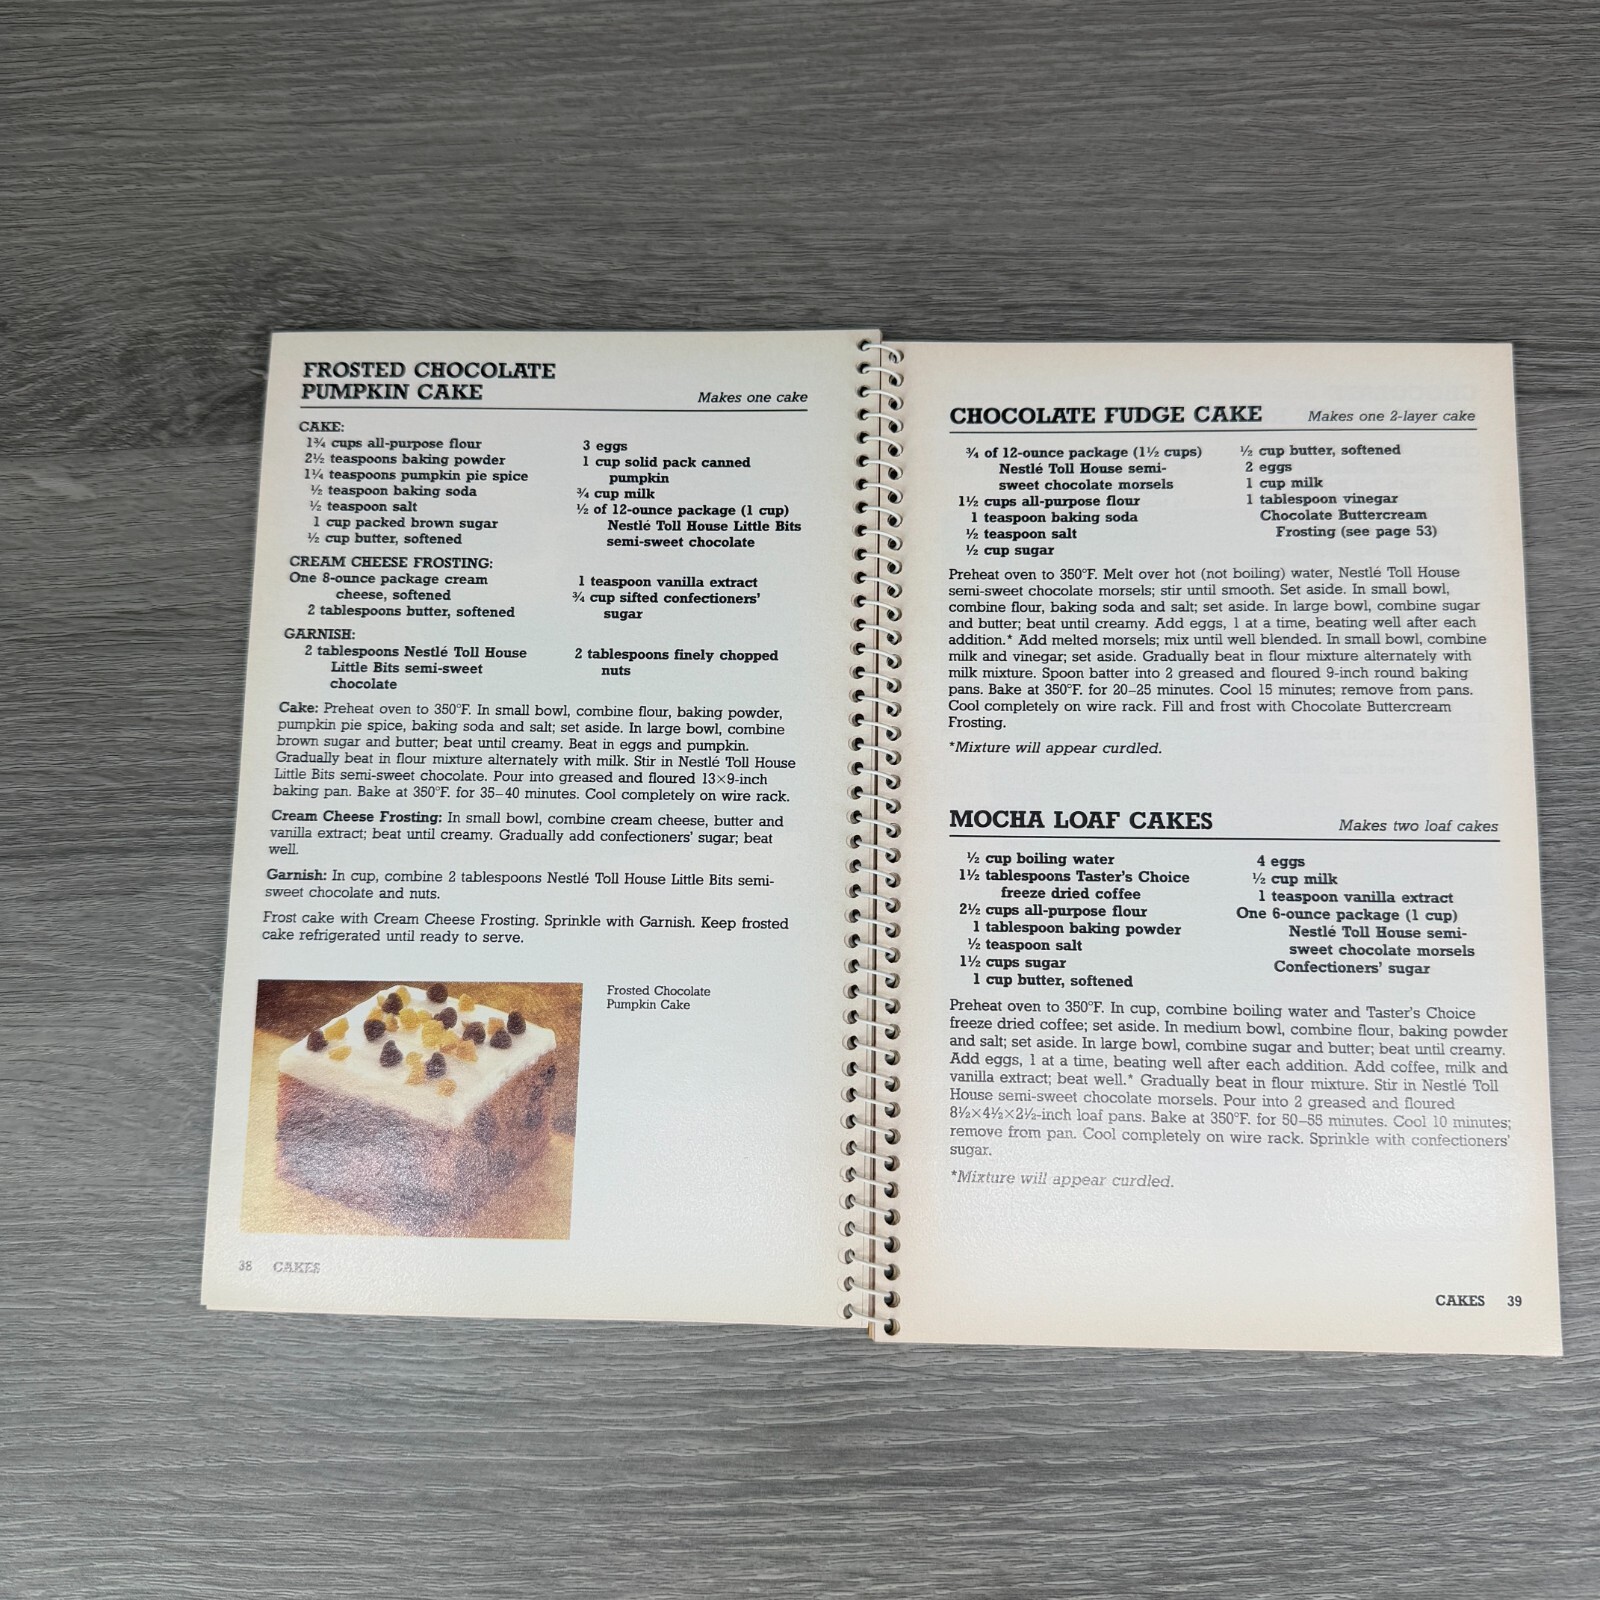 FROSTED CHOCOLATE
PUMPKIN CAKE
Makes one cake
CAKE:
1¾ cups all-purpose flour
2½ teaspoons baking powder
1¼ teaspoons pumpkin pie spice
½ teaspoon baking soda
½ teaspoon salt
1 cup packed brown sugar
½ cup butter, softened
3 eggs
1 cup solid pack canned
pumpkin
¾ cup milk
½ of 12-ounce package (1 cup)
Nestlé Toll House Little Bits
semi-sweet chocolate
CREAM CHEESE FROSTING:
One 8-ounce package cream
cheese, softened
2 tablespoons butter, softened
1 teaspoon vanilla extract
¾ cup sifted confectioners'
sugar
GARNISH:
2 tablespoons Nestlé Toll House
Little Bits semi-sweet
chocolate
2 tablespoons finely chopped
nuts
Cake: Preheat oven to 350°F. In small bowl, combine flour, baking powder,
pumpkin pie spice, baking soda and salt; set aside. In large bowl, combine
brown sugar and butter; beat until creamy. Beat in eggs and pumpkin.
Gradually beat in flour mixture alternately with milk. Stir in Nestlé Toll House
Little Bits semi-sweet chocolate. Pour into greased and floured 13×9-inch
baking pan. Bake at 350°F. for 35–40 minutes. Cool completely on wire rack.
Cream Cheese Frosting: In small bowl, combine cream cheese, butter and
vanilla extract; beat until creamy. Gradually add confectioners' sugar; beat
well.
Garnish: In cup, combine 2 tablespoons Nestlé Toll House Little Bits semi-
sweet chocolate and nuts.
Frost cake with Cream Cheese Frosting. Sprinkle with Garnish. Keep frosted
cake refrigerated until ready to serve.
Frosted Chocolate
Pumpkin Cake
38 CAKES
CHOCOLATE FUDGE CAKE
Makes one 2-layer cake
¾ of 12-ounce package (1½ cups)
Nestlé Toll House semi-
sweet chocolate morsels
1½ cups all-purpose flour
1 teaspoon baking soda
½ teaspoon salt
½ cup sugar
½ cup butter, softened
2 eggs
1 cup milk
1 tablespoon vinegar
Chocolate Buttercream
Frosting (see page 53)
Preheat oven to 350°F. Melt over hot (not boiling) water, Nestlé Toll House
semi-sweet chocolate morsels; stir until smooth. Set aside. In small bowl,
combine flour, baking soda and salt; set aside. In large bowl, combine sugar
and butter; beat until creamy. Add eggs, 1 at a time, beating well after each
addition.* Add melted morsels; mix until well blended. In small bowl, combine
milk and vinegar; set aside. Gradually beat in flour mixture alternately with
milk mixture. Spoon batter into 2 greased and floured 9-inch round baking
pans. Bake at 350°F. for 20–25 minutes. Cool 15 minutes; remove from pans.
Cool completely on wire rack. Fill and frost with Chocolate Buttercream
Frosting.
*Mixture will appear curdled.
MOCHA LOAF CAKES
Makes two loaf cakes
½ cup boiling water
1½ tablespoons Taster's Choice
freeze dried coffee
2½ cups all-purpose flour
1 tablespoon baking powder
½ teaspoon salt
1½ cups sugar
1 cup butter, softened
4 eggs
½ cup milk
1 teaspoon vanilla extract
One 6-ounce package (1 cup)
Nestlé Toll House semi-
sweet chocolate morsels
Confectioners' sugar
Preheat oven to 350°F. In cup, combine boiling water and Taster's Choice
freeze dried coffee; set aside. In medium bowl, combine flour, baking powder
and salt; set aside. In large bowl, combine sugar and butter; beat until creamy.
Add eggs, 1 at a time, beating well after each addition. Add coffee, milk and
vanilla extract; beat well.* Gradually beat in flour mixture. Stir in Nestlé Toll
House semi-sweet chocolate morsels. Pour into 2 greased and floured
8½×4½×2½-inch loaf pans. Bake at 350°F. for 50–55 minutes. Cool 10 minutes;
remove from pan. Cool completely on wire rack. Sprinkle with confectioners'
sugar.
*Mixture will appear curdled.
CAKES 39